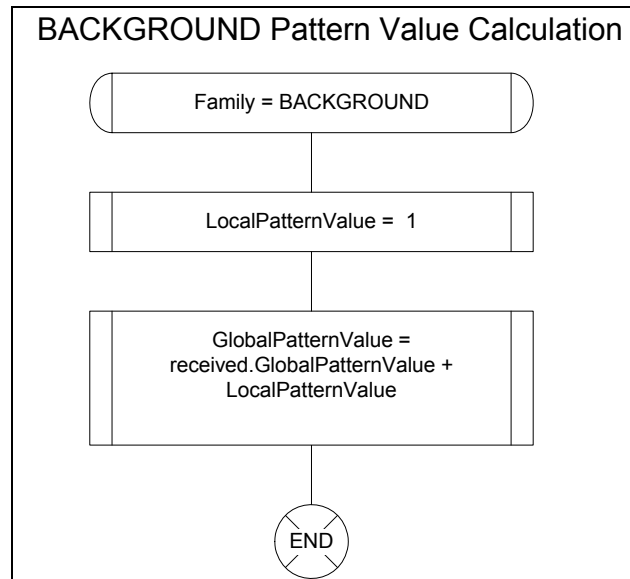 BACKGROUND Pattern Value Calculation
Family = BACKGROUND
LocalPatternValue = 1
GlobalPatternValue =
received.GlobalPatternValue +
LocalPatternValue
END